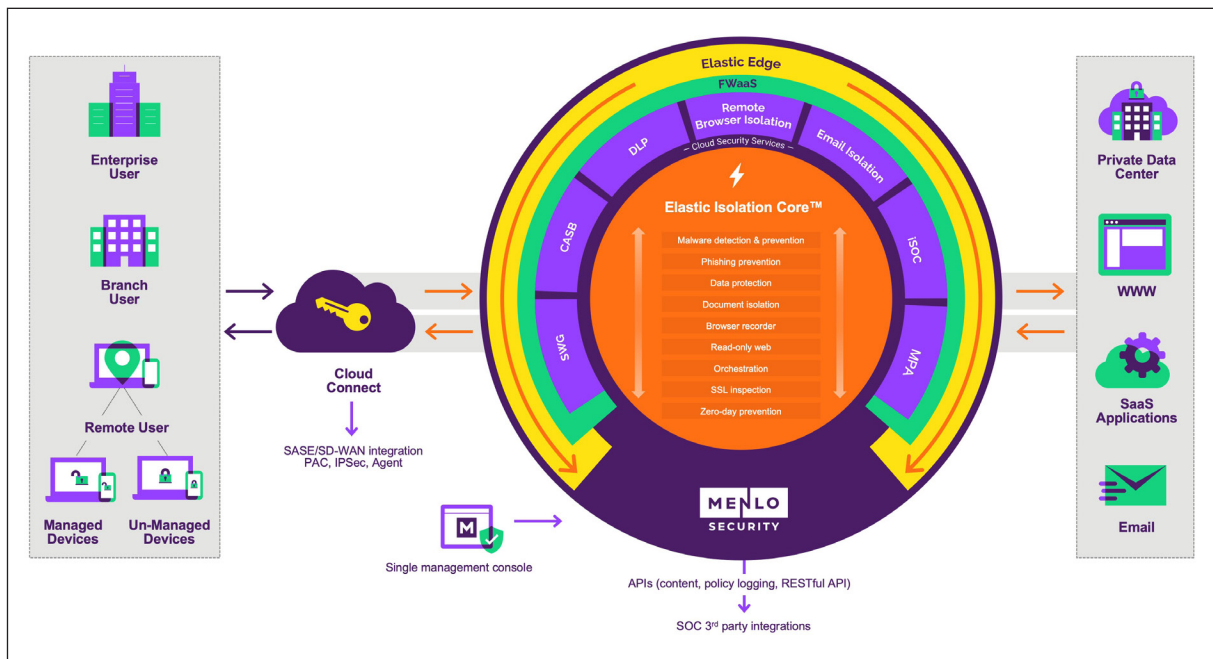 Enterprise
User
Branch
User
Remote User
Managed
Devices
Un-Managed
Devices
Cloud
Connect
SASE/SD-WAN integration
PAC, IPSec, Agent
M
Single management console
Elastic Edge
FWaaS
SWG
CASB
DLP
Remote
Browser Isolation
Email Isolation
iSOC
MPA
Cloud Security Services
Elastic Isolation Core™
Malware detection & prevention
Phishing prevention
Data protection
Document isolation
Browser recorder
Read-only web
Orchestration
SSL inspection
Zero-day prevention
MENLO
SECURITY
APIs (content, policy logging, RESTful API)
SOC 3rd party integrations
Private Data
Center
WWW
SaaS
Applications
Email